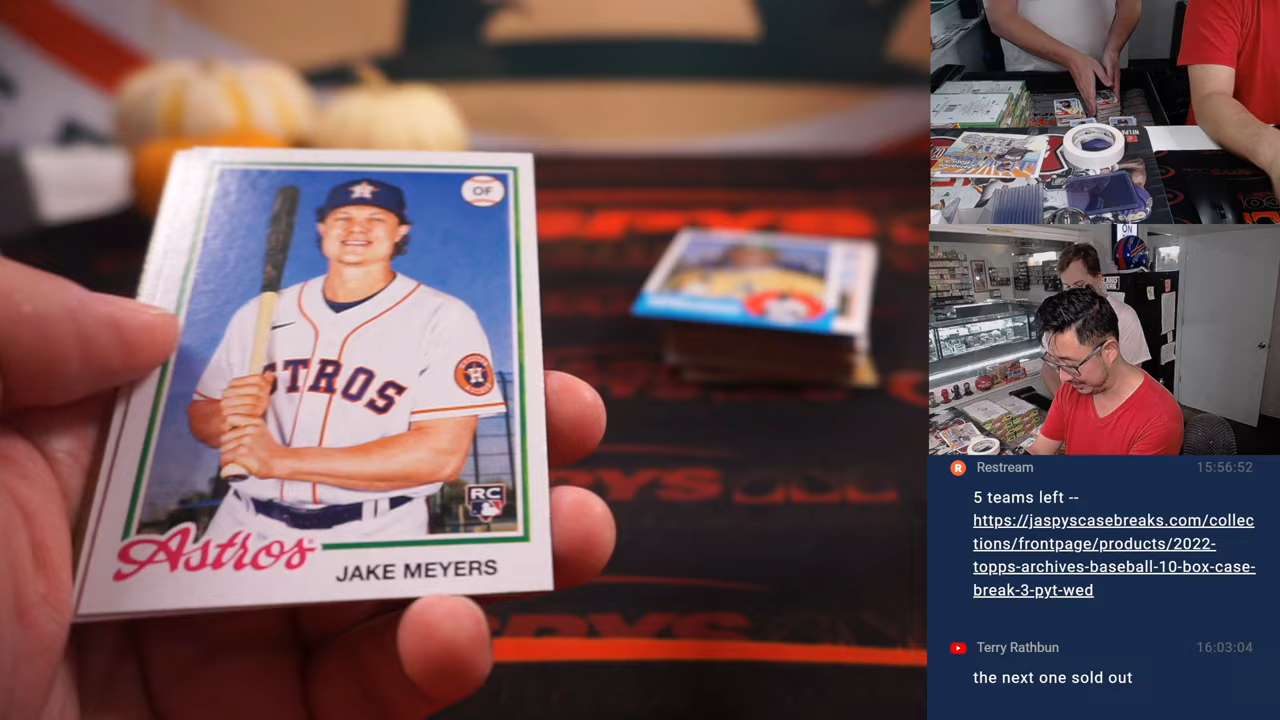 OF
ASTROS
H
RC
Astros
JAKE MEYERS
ON
R Restream 15:56:52
5 teams left --
https://jaspyscasebreaks.com/collec
tions/frontpage/products/2022-
topps-archives-baseball-10-box-case-
break-3-pyt-wed
Terry Rathbun 16:03:04
the next one sold out